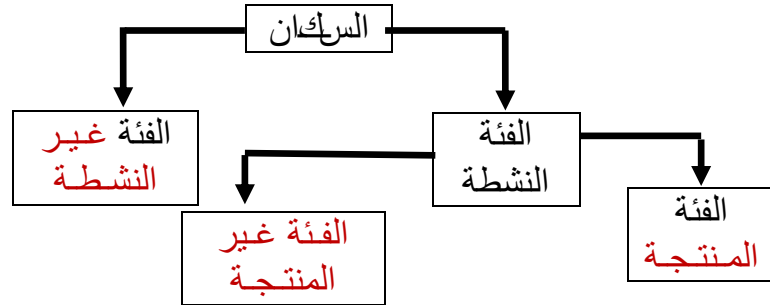 السكان
الفئة
النشطة
الفئة غير
النشطة
الفئة
المنتجة
الفئة غير
المنتجة